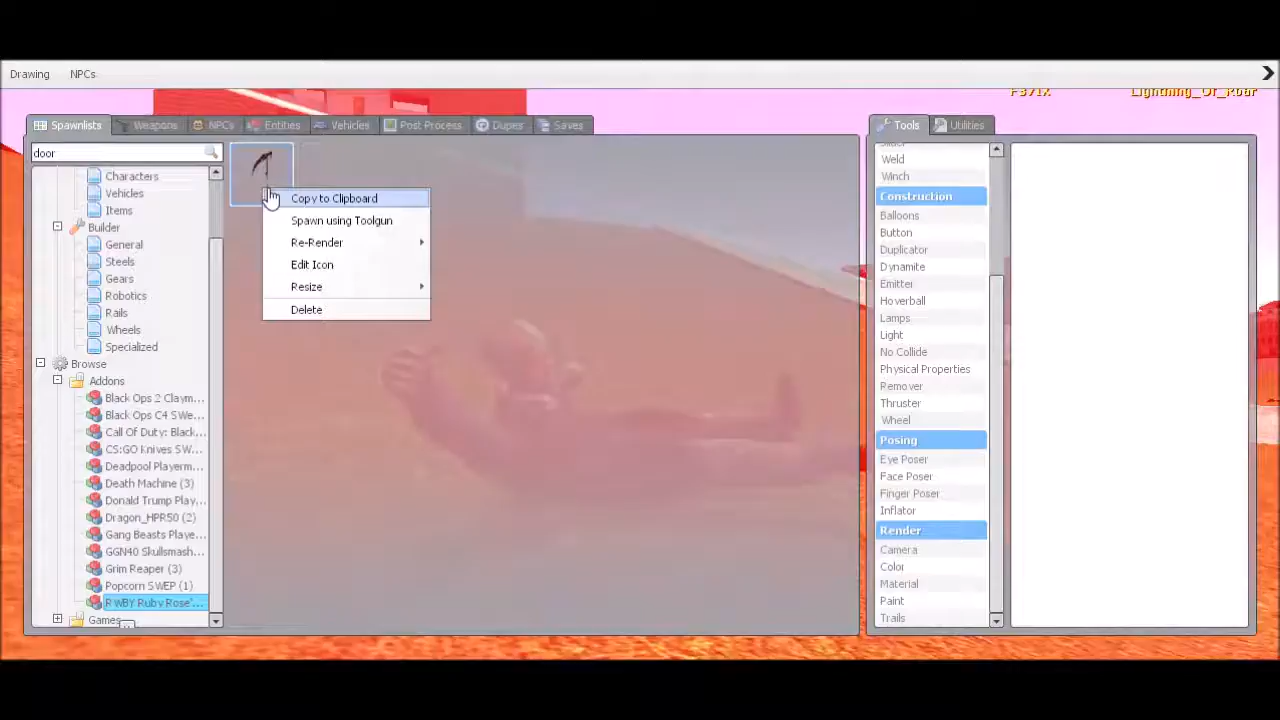 Drawing NPCs
F37IX Lightning_Of_Roar
Spawnlists Weapons NPCs Entities Vehicles Post Process Dupes Saves
Tools Utilities
door
Characters
Vehicles
Items
Builder
General
Steels
Gears
Robotics
Rails
Wheels
Specialized
Browse
Addons
Black Ops 2 Claym...
Black Ops C4 SWe...
Call Of Duty: Black...
CS:GO Knives SW...
Deadpool Playerm...
Death Machine (3)
Donald Trump Play...
Dragon_HPR50 (2)
Gang Beasts Playe...
GGN40 Skullsmash...
Grim Reaper (3)
Popcorn SWEP (1)
RWBY Ruby Rose'...
Games
Copy to Clipboard
Spawn using Toolgun
Re-Render
Edit Icon
Resize
Delete
Slider
Weld
Winch
Construction
Balloons
Button
Duplicator
Dynamite
Emitter
Hoverball
Lamps
Light
No Collide
Physical Properties
Remover
Thruster
Wheel
Posing
Eye Poser
Face Poser
Finger Poser
Inflator
Render
Camera
Color
Material
Paint
Trails